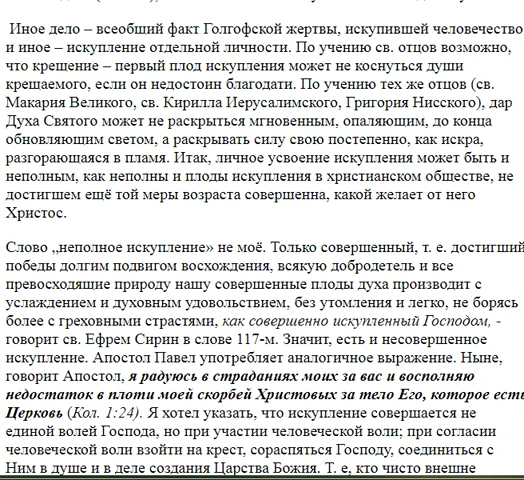 Иное дело – всеобщий факт Голгофской жертвы, искупившей человечество
и иное – искупление отдельной личности. По учению св. отцов возможно,
что крещение – первый плод искупления может не коснуться души
крещаемого, если он недостоин благодати. По учению тех же отцов (св.
Макария Великого, св. Кирилла Иерусалимского, Григория Нисского), дар
Духа Святого может не раскрыться мгновенным, опаляющим, до конца
обновляющим светом, а раскрывать силу свою постепенно, как искра,
разгорающаяся в пламя. Итак, личное усвоение искупления может быть и
неполным, как неполны и плоды искупления в христианском обществе, не
достигшем ещё той меры возраста совершенна, какой желает от него
Христос.
Слово „неполное искупление» не моё. Только совершенный, т. е. достигший
победы долгим подвигом восхождения, всякую добродетель и все
превосходящие природу нашу совершенные плоды духа производит с
услаждением и духовным удовольствием, без утомления и легко, не борясь
более с греховными страстями, как совершенно искупленный Господом, -
говорит св. Ефрем Сирин в слове 117-м. Значит, есть и несовершенное
искупление. Апостол Павел употребляет аналогичное выражение. Ныне,
говорит Апостол, я радуюсь в страданиях моих за вас и восполняю
недостаток в плоти моей скорбей Христовых за тело Его, которое есть
Церковь (Кол. 1:24). Я хотел указать, что искупление совершается не
единой волей Господа, но при участии человеческой воли; при согласии
человеческой воли взойти на крест, сораспяться Господу, соединиться с
Ним в душе и в деле создания Царства Божия. Т. е, кто чисто внешне